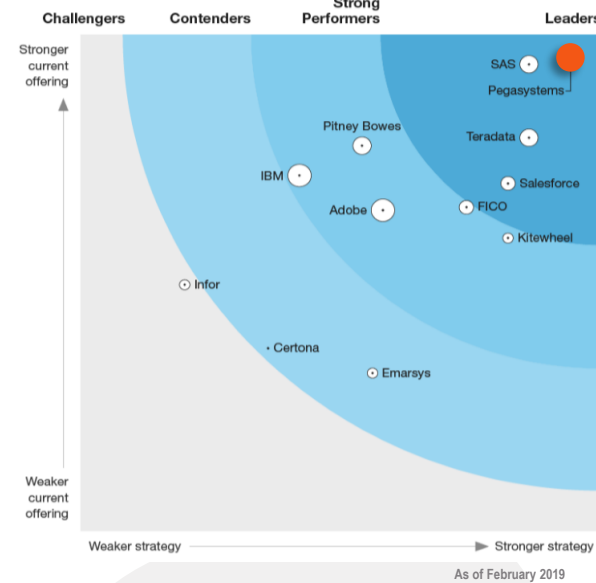 Strong
Challengers Contenders Performers Leaders
Stronger
current
offering
SAS
Pegasystems
Pitney Bowes
Teradata
IBM
Salesforce
Adobe
FICO
Kitewheel
Infor
Certona
Emarsys
Weaker
current
offering
Weaker strategy
Stronger strategy
As of February 2019